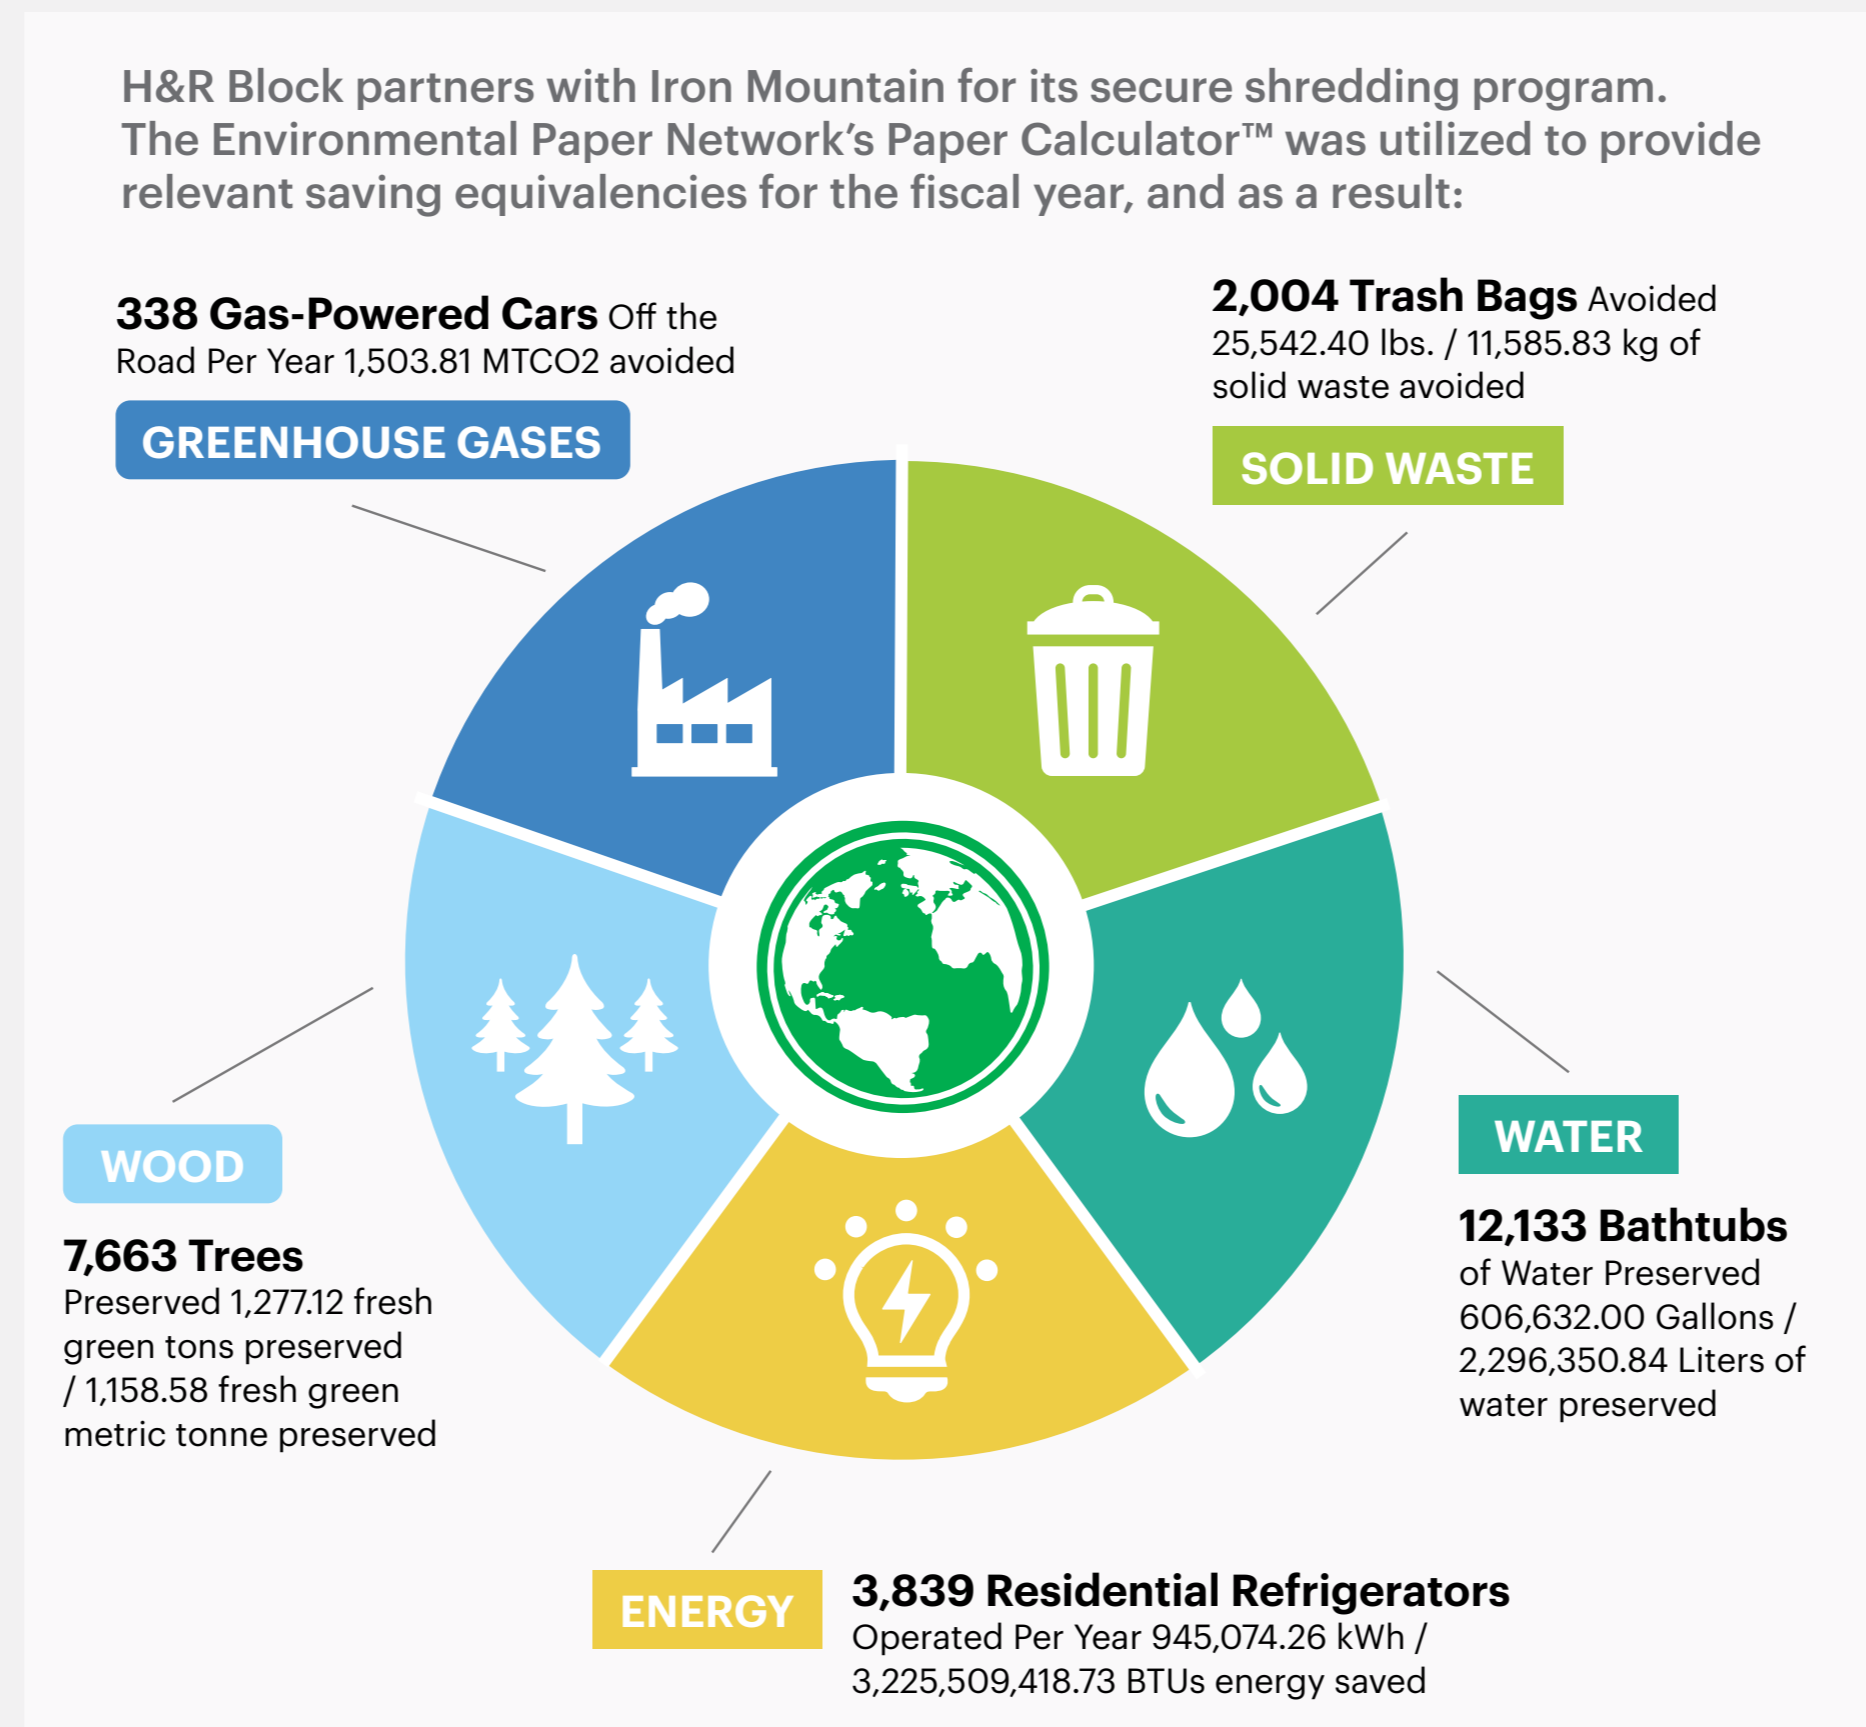 H&R Block partners with Iron Mountain for its secure shredding program.
The Environmental Paper Network’s Paper Calculator™ was utilized to provide
relevant saving equivalencies for the fiscal year, and as a result:
338 Gas-Powered Cars Off the
Road Per Year 1,503.81 MTCO2 avoided
GREENHOUSE GASES
2,004 Trash Bags Avoided
25,542.40 lbs. / 11,585.83 kg of
solid waste avoided
SOLID WASTE
WOOD
7,663 Trees
Preserved 1,277.12 fresh
green tons preserved
/ 1,158.58 fresh green
metric tonne preserved
WATER
12,133 Bathtubs
of Water Preserved
606,632.00 Gallons /
2,296,350.84 Liters of
water preserved
ENERGY
3,839 Residential Refrigerators
Operated Per Year 945,074.26 kWh /
3,225,509,418.73 BTUs energy saved